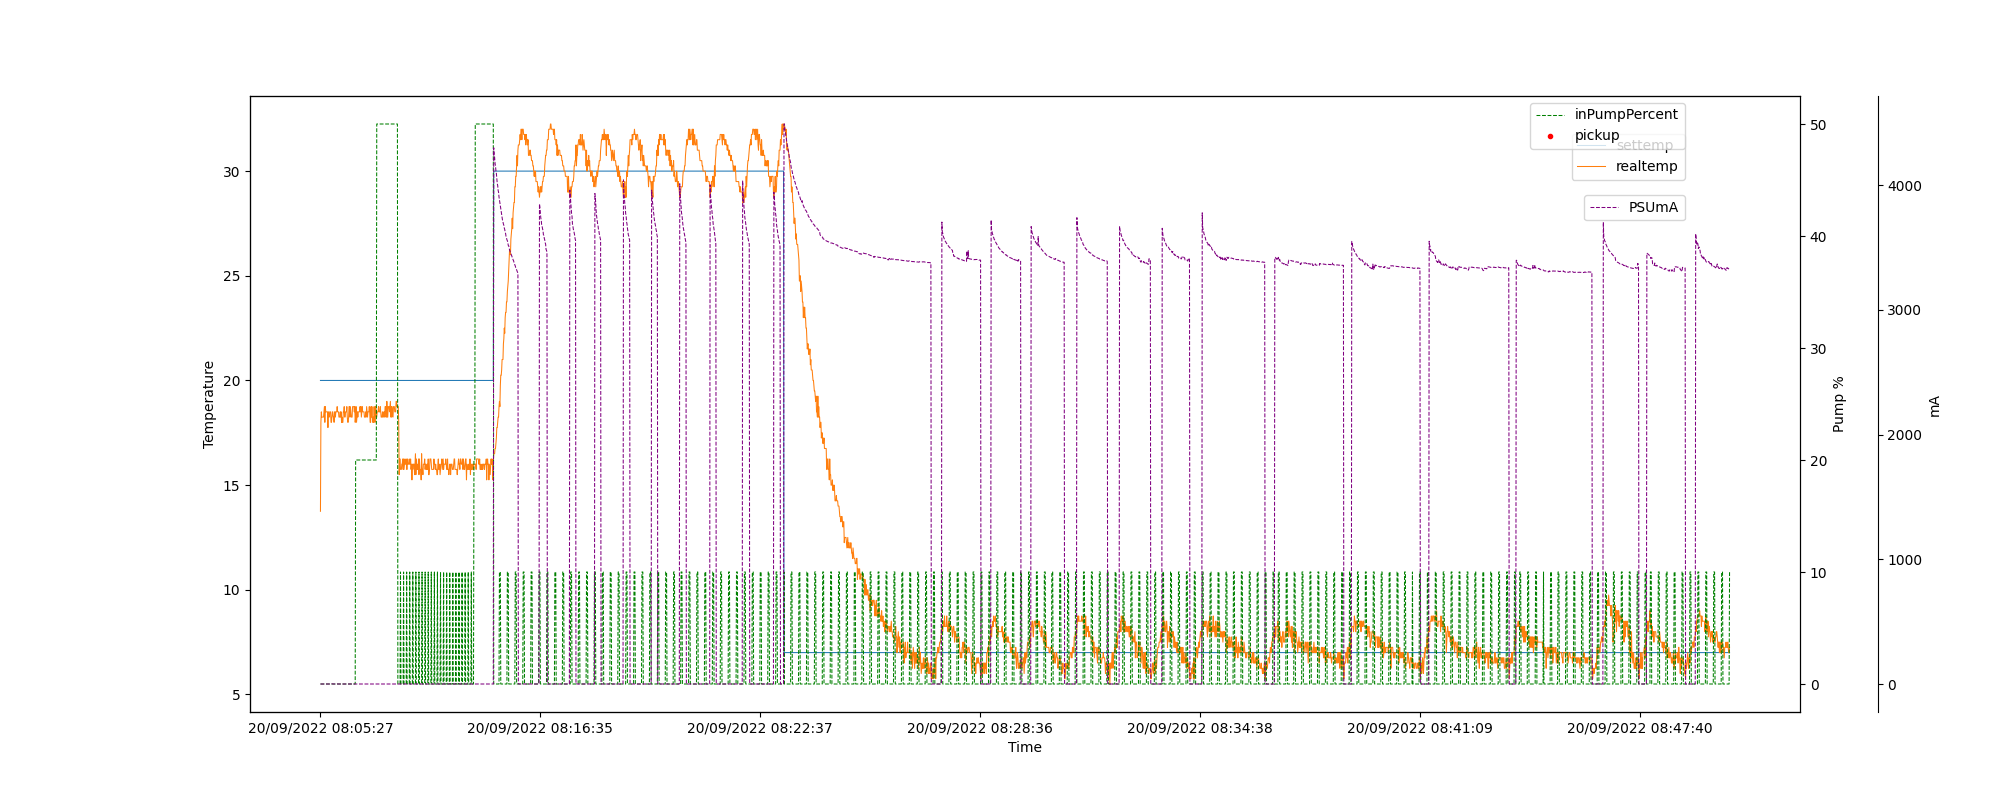 inPumpPercent
pickup
settemp
realtemp
PSUmA
Temperature
30
25
20
15
10
5
50
40
30
20
10
0
Pump %
4000
3000
2000
1000
0
mA
20/09/2022 08:05:27
20/09/2022 08:16:35
20/09/2022 08:22:37
20/09/2022 08:28:36
20/09/2022 08:34:38
20/09/2022 08:41:09
20/09/2022 08:47:40
Time